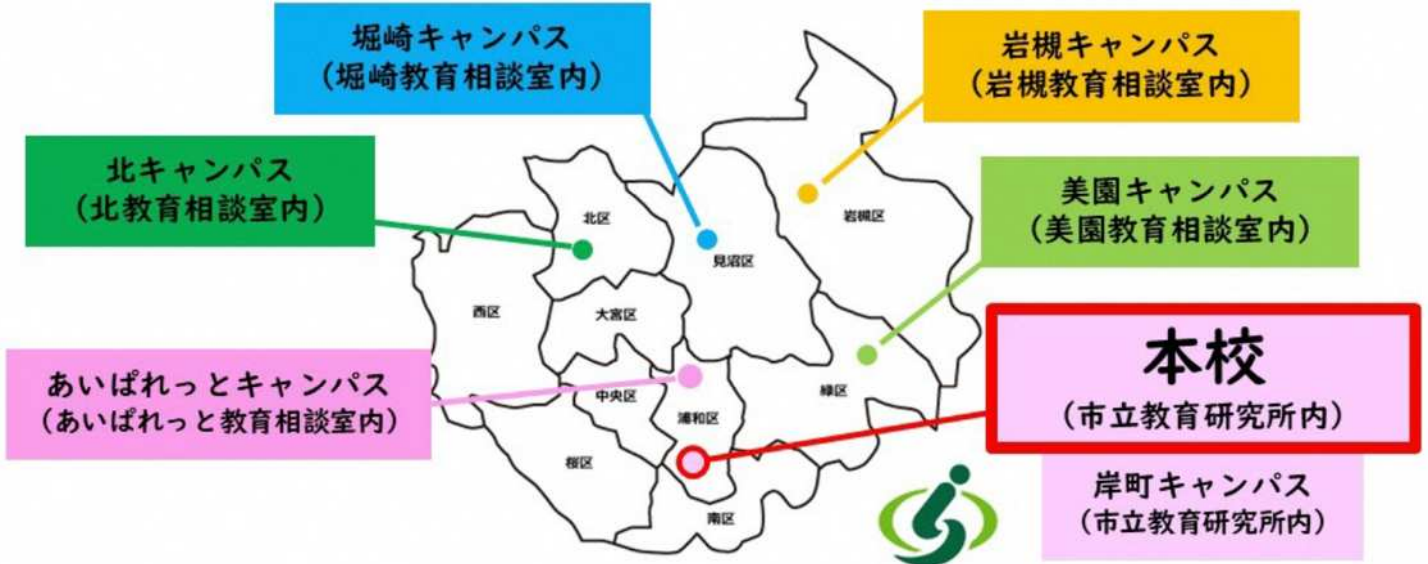 堀崎キャンパス
（堀崎教育相談室内）
岩槻キャンパス
（岩槻教育相談室内）
北キャンパス
（北教育相談室内）
美園キャンパス
（美園教育相談室内）
北区
岩槻区
見沼区
西区
大宮区
本校
（市立教育研究所内）
あいぱれっとキャンパス
（あいぱれっと教育相談室内）
中央区
緑区
浦和区
桜区
南区
岸町キャンパス
（市立教育研究所内）